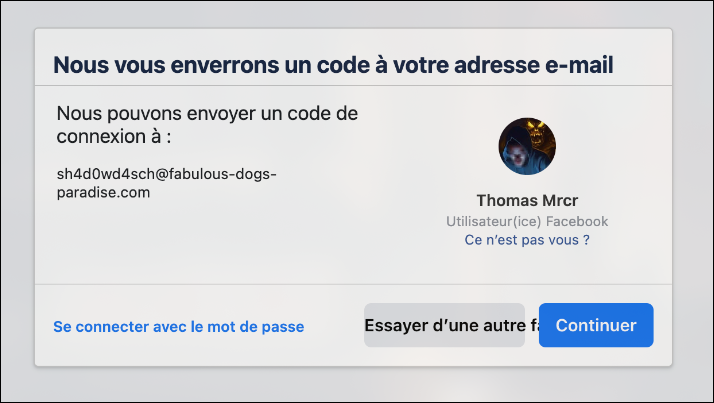 Nous vous enverrons un code à votre adresse e-mail
Nous pouvons envoyer un code de
connexion à :
sh4d0wd4sch@fabulous-dogs-
paradise.com
Thomas Mrcr
Utilisateur(ice) Facebook
Ce n’est pas vous ?
Se connecter avec le mot de passe
Essayer d’une autre
Continuer